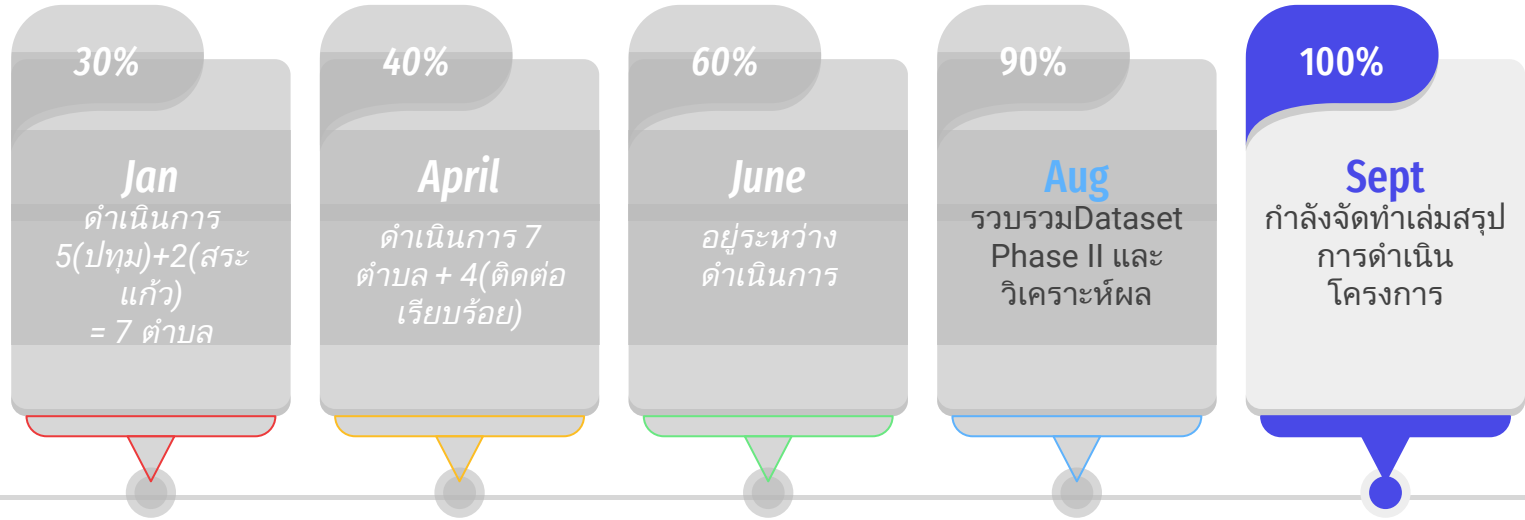 30%
Jan
ดำเนินการ
5(ปทุม)+2(สระ
แก้ว)
= 7 ตำบล
40%
April
ดำเนินการ 7
ตำบล + 4(ติดต่อ
เรียบร้อย)
60%
June
อยู่ระหว่าง
ดำเนินการ
90%
Aug
รวบรวมDataset
Phase II และ
วิเคราะห์ผล
100%
Sept
กำลังจัดทำเล่มสรุป
การดำเนิน
โครงการ